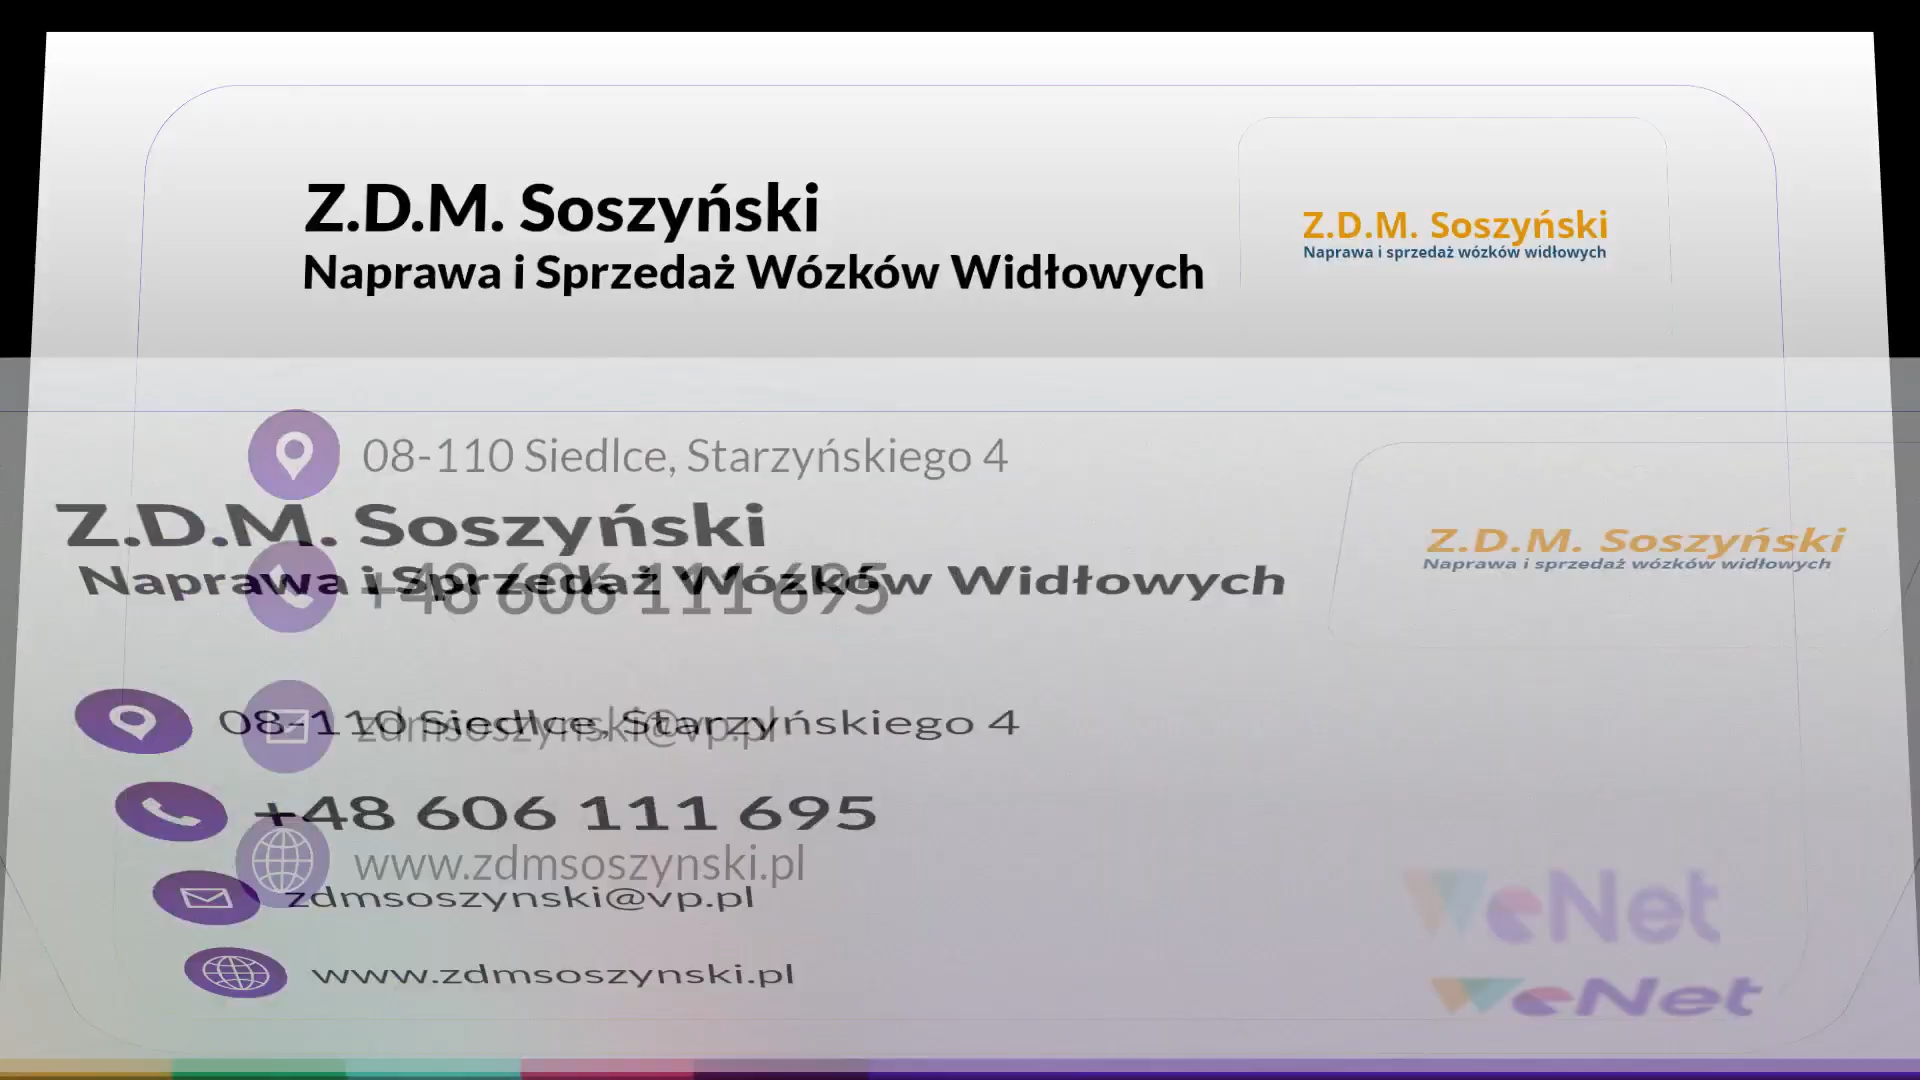 Z.D.M. Soszyński
Naprawa i Sprzedaż Wózków Widłowych
Z.D.M. Soszyński
Naprawa i sprzedaż wózków widłowych
08-110 Siedlce, Starzyńskiego 4
+48 606 111 695
zdmsoszynski@vp.pl
www.zdmsoszynski.pl
WeNet
Z.D.M. Soszyński
Naprawa i Sprzedaż Wózków Widłowych
Z.D.M. Soszyński
Naprawa i sprzedaż wózków widłowych
08-110 Siedlce, Starzyńskiego 4
+48 606 111 695
zdmsoszynski@vp.pl
www.zdmsoszynski.pl
WeNet